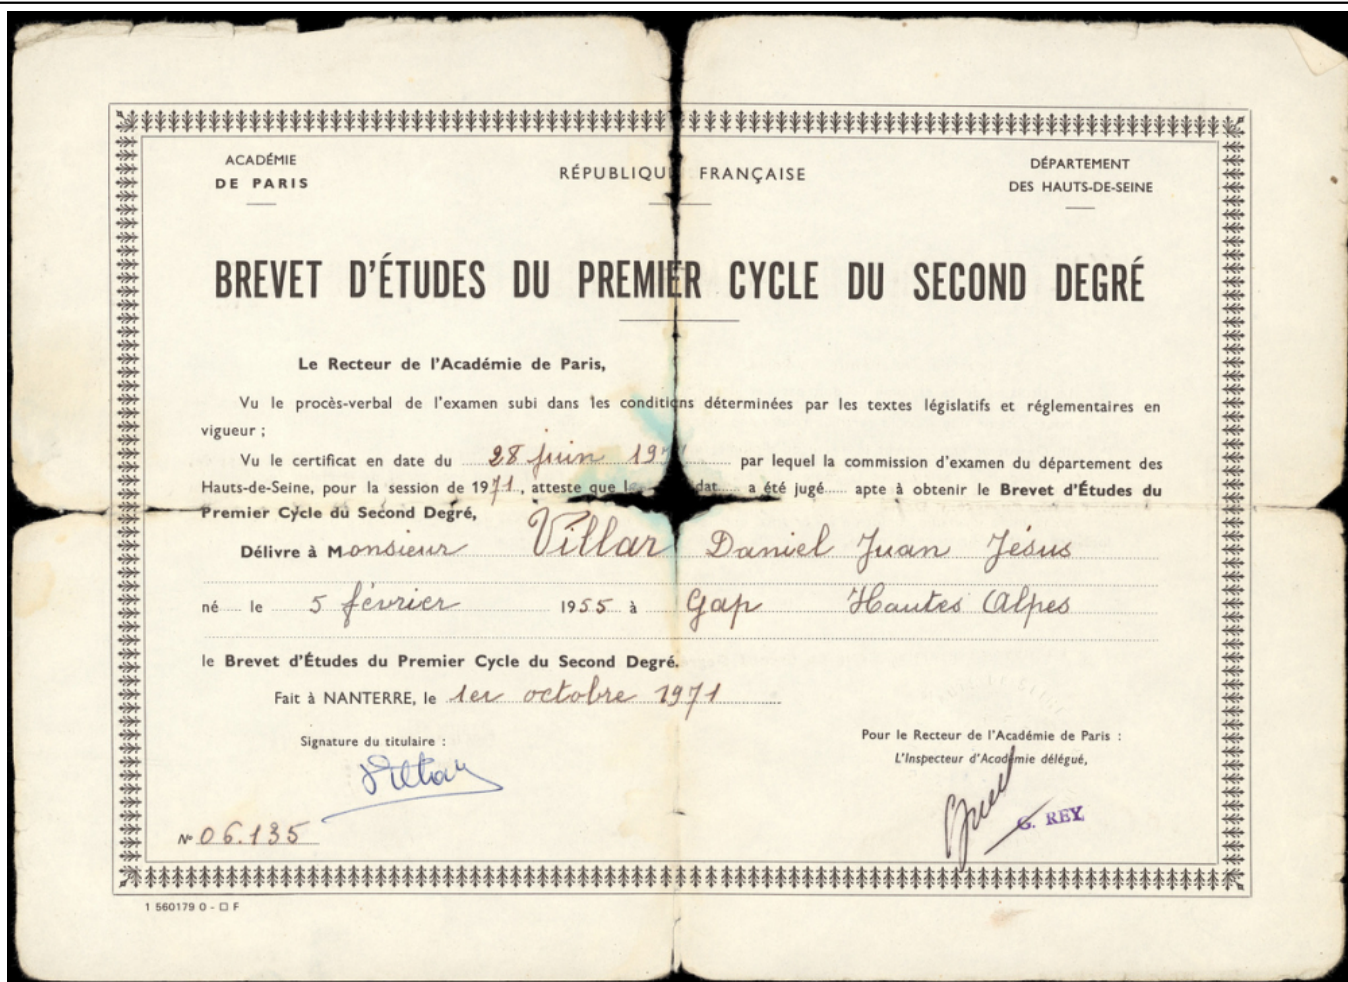 ACADÉMIE
DE PARIS
RÉPUBLIQU FRANÇAISE
DÉPARTEMENT
DES HAUTS-DE-SEINE
BREVET D'ÉTUDES DU PREMIER CYCLE DU SECOND DEGRÉ
Le Recteur de l'Académie de Paris,
Vu le procès-verbal de l'examen subi dans les conditions déterminées par les textes législatifs et réglementaires en
vigueur ;
Vu le certificat en date du 28 juin 1971 par lequel la commission d'examen du département des
Hauts-de-Seine, pour la session de 1971, atteste que l dat a été jugé apte à obtenir le Brevet d'Études du
Premier Cycle du Second Degré,
Délivre à Monsieur Villar Daniel Juan Jésus
né le 5 février 1955 à Gap Hautes Alpes
le Brevet d'Études du Premier Cycle du Second Degré.
Fait à NANTERRE, le 1er octobre 1971
Signature du titulaire :
Villar
Pour le Recteur de l'Académie de Paris :
L'Inspecteur d'Académie délégué,
G. REY
N° 06.135
1 560179 0 - □ F